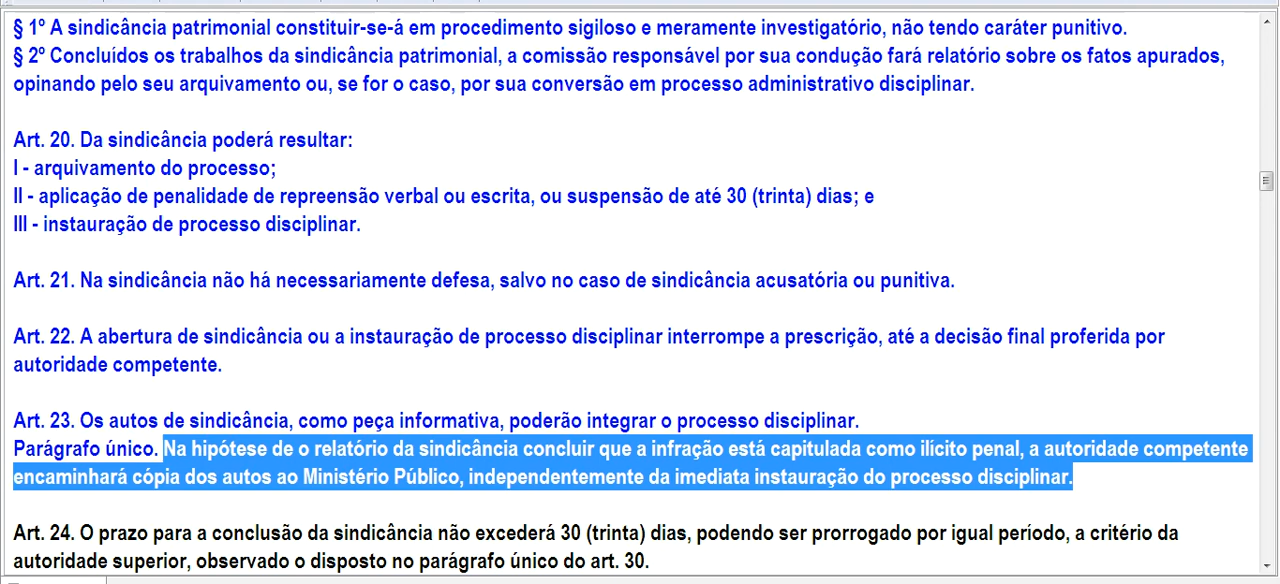 § 1º A sindicância patrimonial constituir-se-á em procedimento sigiloso e meramente investigatório, não tendo caráter punitivo.
§ 2º Concluídos os trabalhos da sindicância patrimonial, a comissão responsável por sua condução fará relatório sobre os fatos apurados,
opinando pelo seu arquivamento ou, se for o caso, por sua conversão em processo administrativo disciplinar.
Art. 20. Da sindicância poderá resultar:
I - arquivamento do processo;
II - aplicação de penalidade de repreensão verbal ou escrita, ou suspensão de até 30 (trinta) dias; e
III - instauração de processo disciplinar.
Art. 21. Na sindicância não há necessariamente defesa, salvo no caso de sindicância acusatória ou punitiva.
Art. 22. A abertura de sindicância ou a instauração de processo disciplinar interrompe a prescrição, até a decisão final proferida por
autoridade competente.
Art. 23. Os autos de sindicância, como peça informativa, poderão integrar o processo disciplinar.
Parágrafo único. Na hipótese de o relatório da sindicância concluir que a infração está capitulada como ilícito penal, a autoridade competente
encaminhará cópia dos autos ao Ministério Público, independentemente da imediata instauração do processo disciplinar.
Art. 24. O prazo para a conclusão da sindicância não excederá 30 (trinta) dias, podendo ser prorrogado por igual período, a critério da
autoridade superior, observado o disposto no parágrafo único do art. 30.